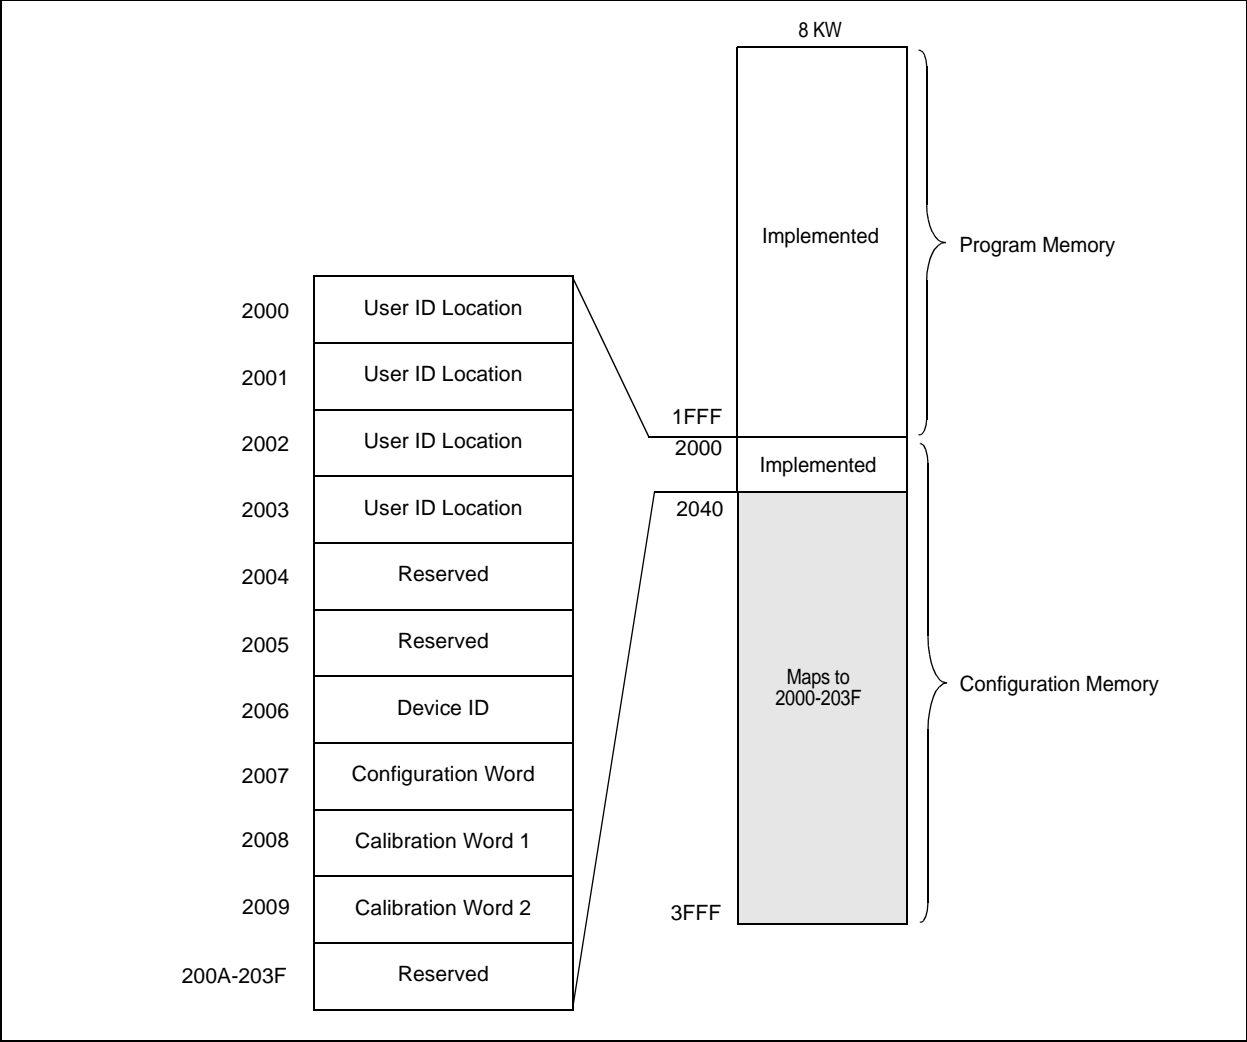 8 KW
Implemented
Program Memory
1FFF
2000
Implemented
2040
Maps to
2000-203F
Configuration Memory
3FFF
2000 User ID Location
2001 User ID Location
2002 User ID Location
2003 User ID Location
2004 Reserved
2005 Reserved
2006 Device ID
2007 Configuration Word
2008 Calibration Word 1
2009 Calibration Word 2
200A-203F Reserved